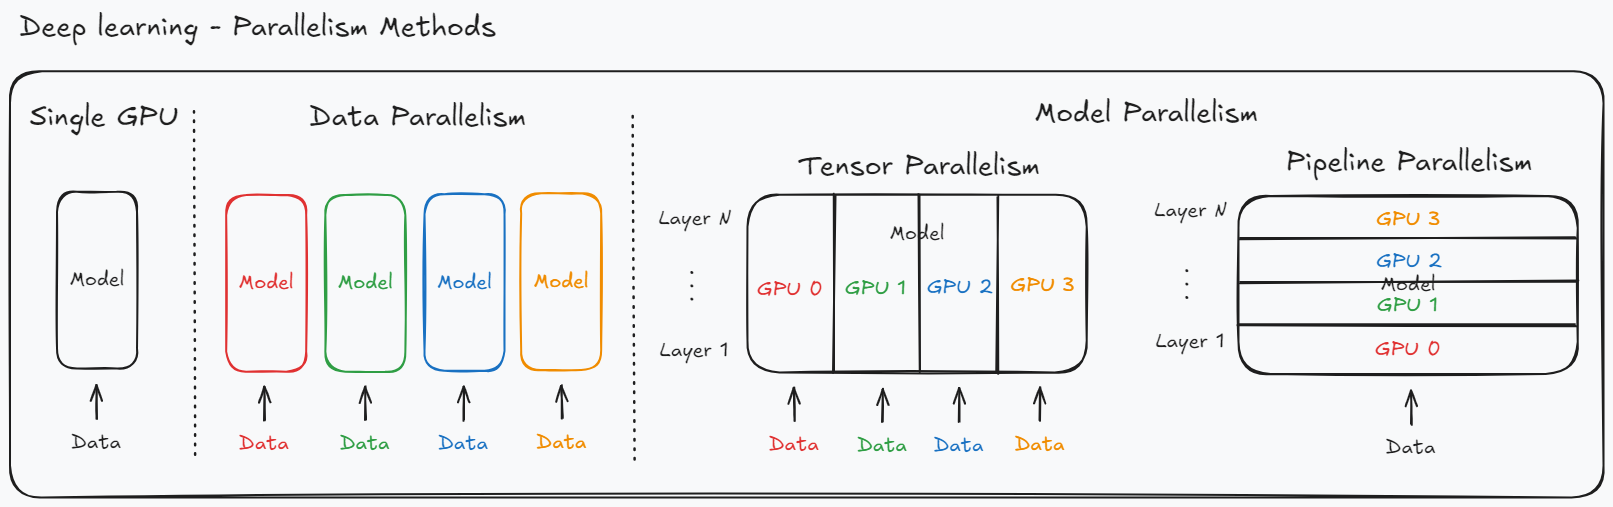 Deep learning - Parallelism Methods
Single GPU
Model
Data
Data Parallelism
Model
Model
Model
Model
Data
Data
Data
Data
Model Parallelism
Tensor Parallelism
Layer N
Layer 1
Model
GPU 0
GPU 1
GPU 2
GPU 3
Data
Data
Data
Data
Pipeline Parallelism
Layer N
Layer 1
GPU 3
GPU 2
Model
GPU 1
GPU 0
Data